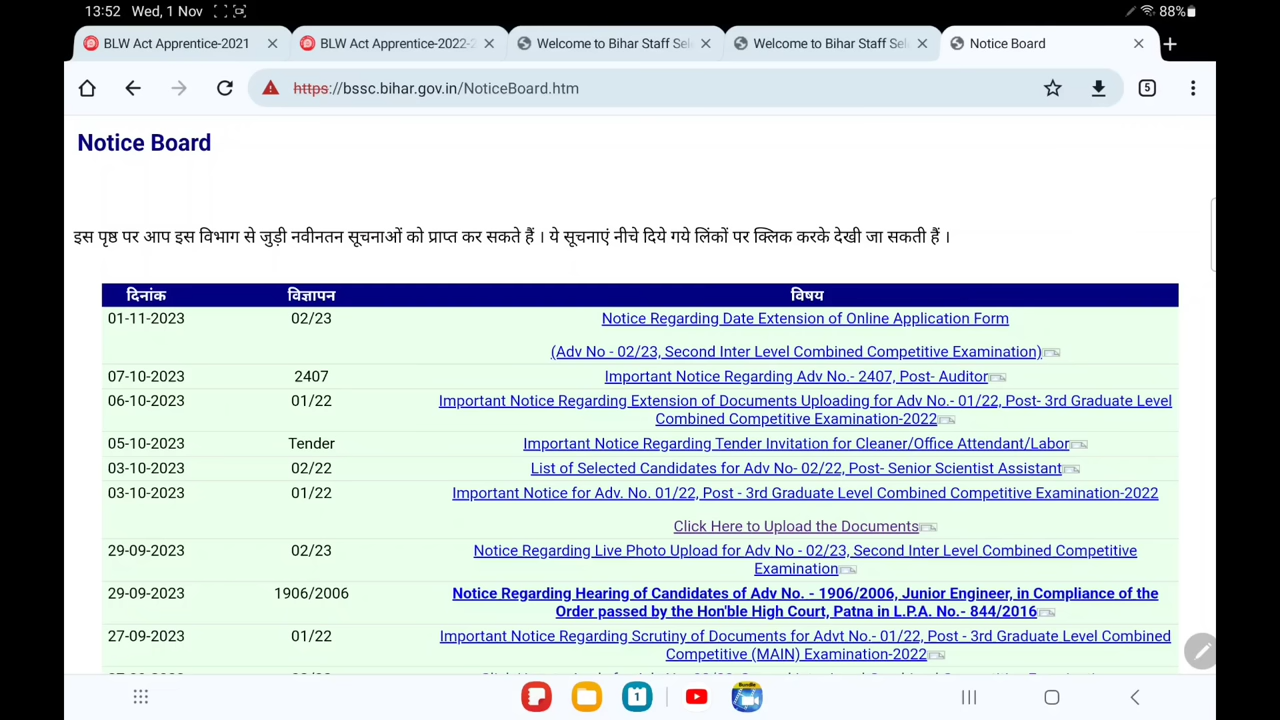 13:52 Wed, 1 Nov 88%
BLW Act Apprentice-2021
BLW Act Apprentice-2022-2
Welcome to Bihar Staff Sel
Welcome to Bihar Staff Sel
Notice Board
https://bssc.bihar.gov.in/NoticeBoard.htm
5
Notice Board
इस पृष्ठ पर आप इस विभाग से जुड़ी नवीनतन सूचनाओं को प्राप्त कर सकते हैं । ये सूचनाएं नीचे दिये गये लिंकों पर क्लिक करके देखी जा सकती हैं ।
दिनांक विज्ञापन विषय
01-11-2023 02/23 Notice Regarding Date Extension of Online Application Form
(Adv No - 02/23, Second Inter Level Combined Competitive Examination)
07-10-2023 2407 Important Notice Regarding Adv No.- 2407, Post- Auditor
06-10-2023 01/22 Important Notice Regarding Extension of Documents Uploading for Adv No.- 01/22, Post- 3rd Graduate Level
Combined Competitive Examination-2022
05-10-2023 Tender Important Notice Regarding Tender Invitation for Cleaner/Office Attendant/Labor
03-10-2023 02/22 List of Selected Candidates for Adv No- 02/22, Post- Senior Scientist Assistant
03-10-2023 01/22 Important Notice for Adv. No. 01/22, Post - 3rd Graduate Level Combined Competitive Examination-2022
Click Here to Upload the Documents
29-09-2023 02/23 Notice Regarding Live Photo Upload for Adv No - 02/23, Second Inter Level Combined Competitive
Examination
29-09-2023 1906/2006 Notice Regarding Hearing of Candidates of Adv No. - 1906/2006, Junior Engineer, in Compliance of the
Order passed by the Hon'ble High Court, Patna in L.P.A. No.- 844/2016
27-09-2023 01/22 Important Notice Regarding Scrutiny of Documents for Advt No.- 01/22, Post - 3rd Graduate Level Combined
Competitive (MAIN) Examination-2022
1